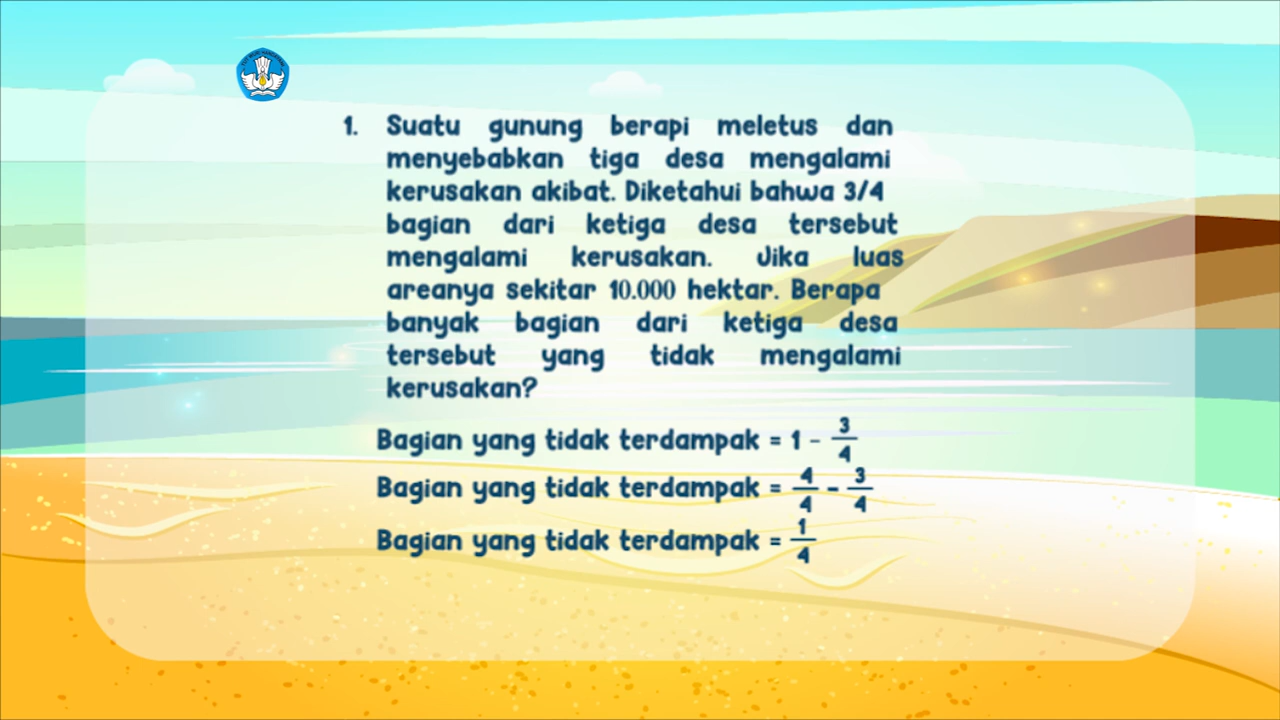 1. Suatu gunung berapi meletus dan
menyebabkan tiga desa mengalami
kerusakan akibat. Diketahui bahwa 3/4
bagian dari ketiga desa tersebut
mengalami kerusakan. Jika luas
areanya sekitar 10.000 hektar. Berapa
banyak bagian dari ketiga desa
tersebut yang tidak mengalami
kerusakan?
Bagian yang tidak terdampak = 1 - 3/4
Bagian yang tidak terdampak = 4/4 - 3/4
Bagian yang tidak terdampak = 1/4